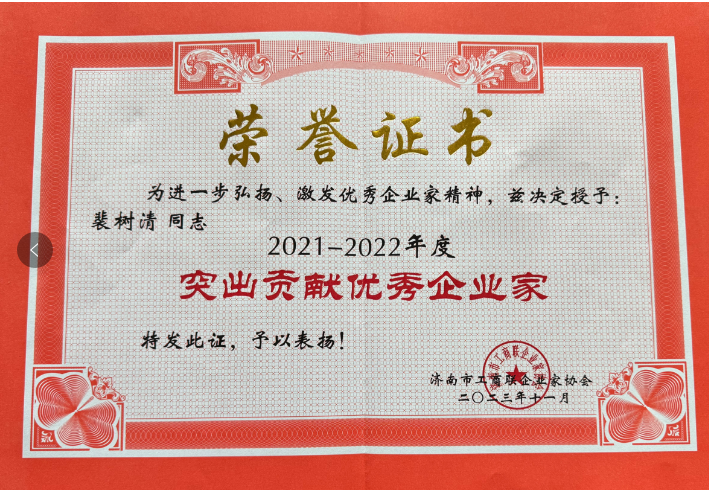 荣誉证书
为进一步弘扬、激发优秀企业家精神，兹决定授予：
裴树清 同志
2021-2022年度
突出贡献优秀企业家
特发此证，予以表扬！
济南市工商联企业家协会
二〇二三年十一月